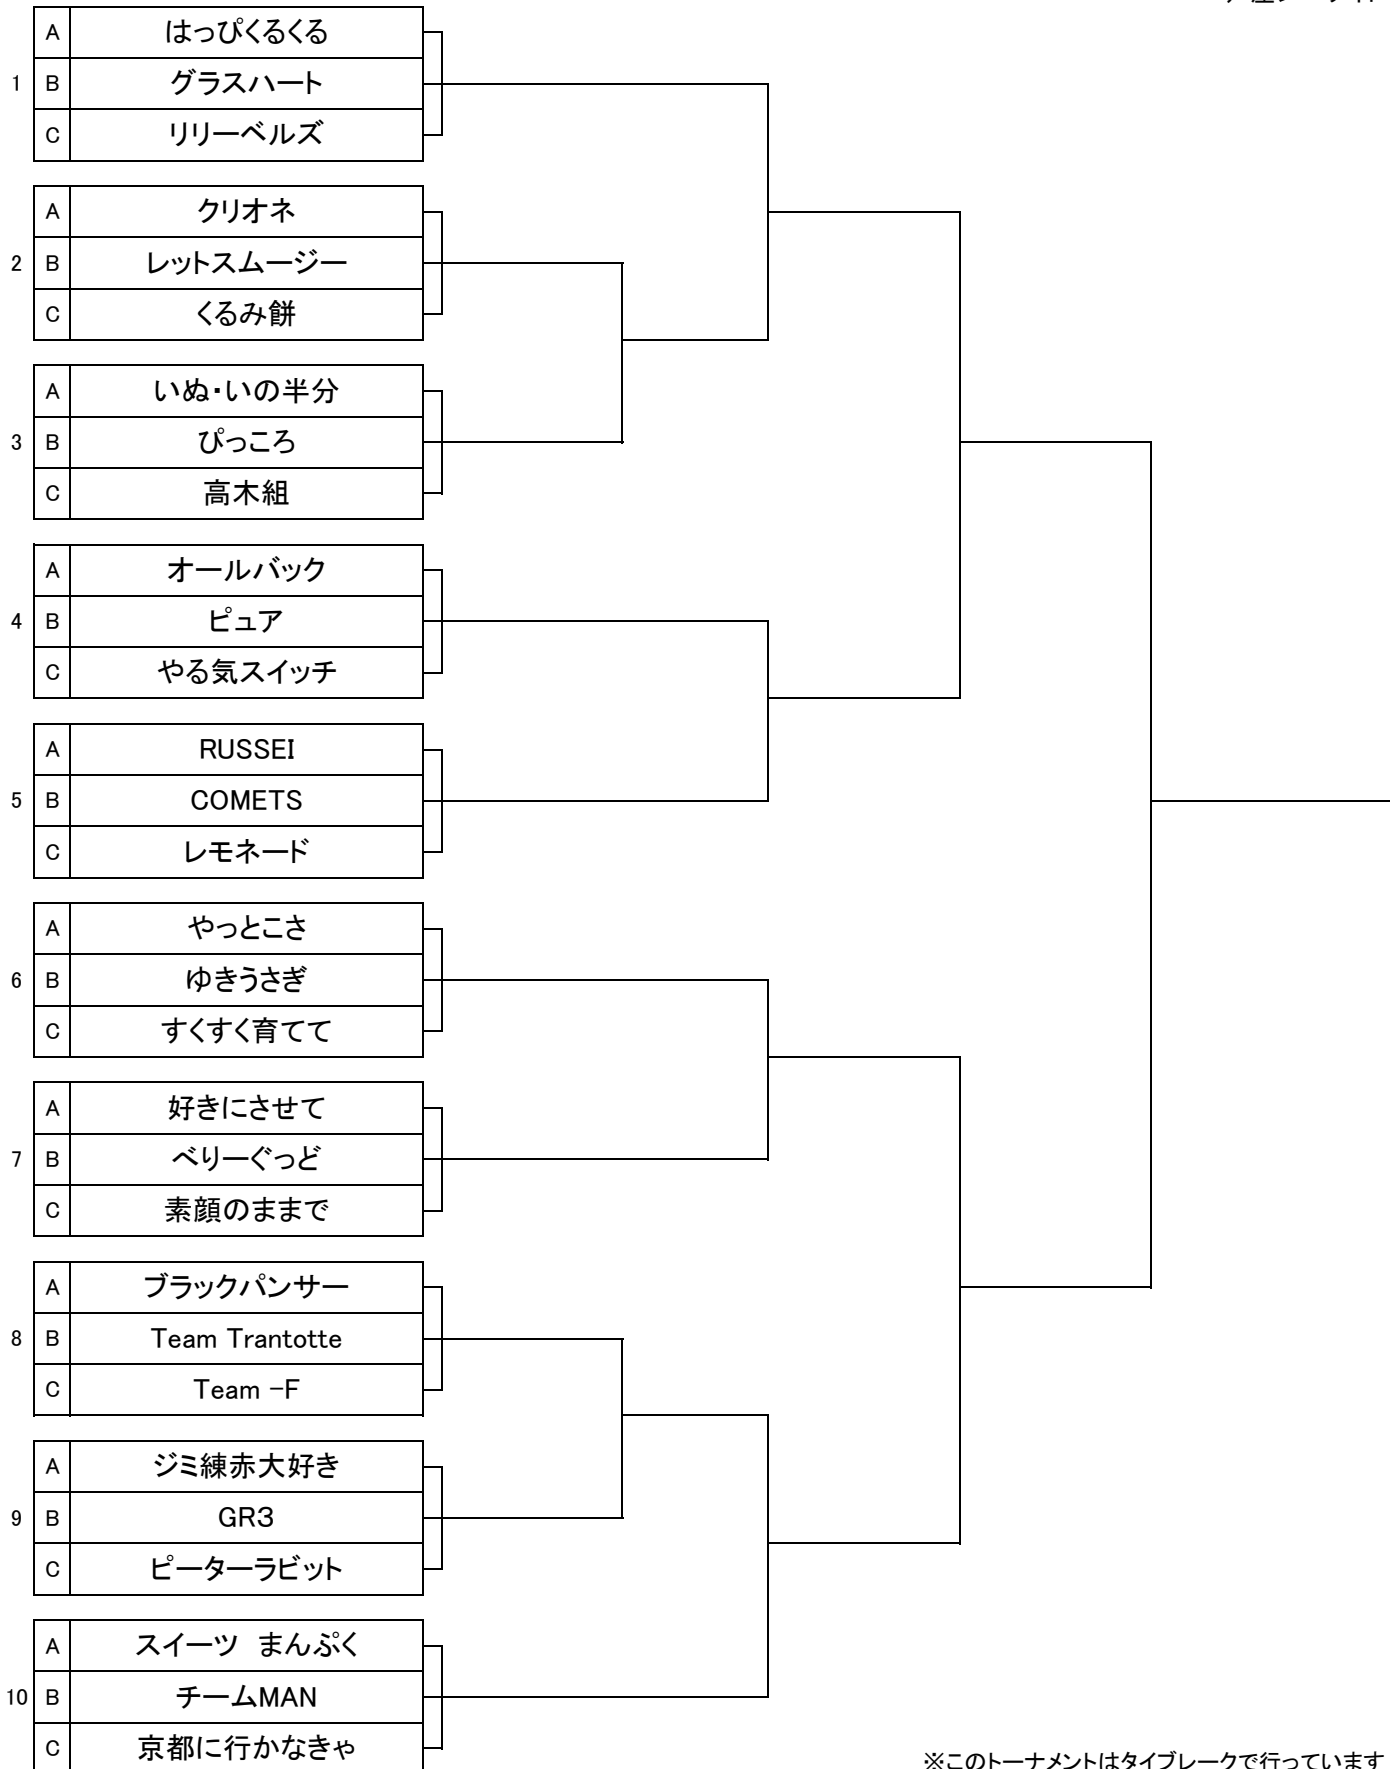 A はっぴくるくる
1 B グラスハート
C リリーベルズ
A クリオネ
2 B レットスムージー
C くるみ餅
A いぬ・いの半分
3 B ぴっころ
C 高木組
A オールバック
4 B ピュア
C やる気スイッチ
A RUSSEI
5 B COMETS
C レモネード
A やっとこさ
6 B ゆきうさぎ
C すくすく育てて
A 好きにさせて
7 B べりーぐっど
C 素顔のままで
A ブラックパンサー
8 B Team Trantotte
C Team −F
A ジミ練赤大好き
9 B GR3
C ピーターラビット
A スイーツ　まんぷく
10 B チームMAN
C 京都に行かなきゃ
※このトーナメントはタイブレークで行っています